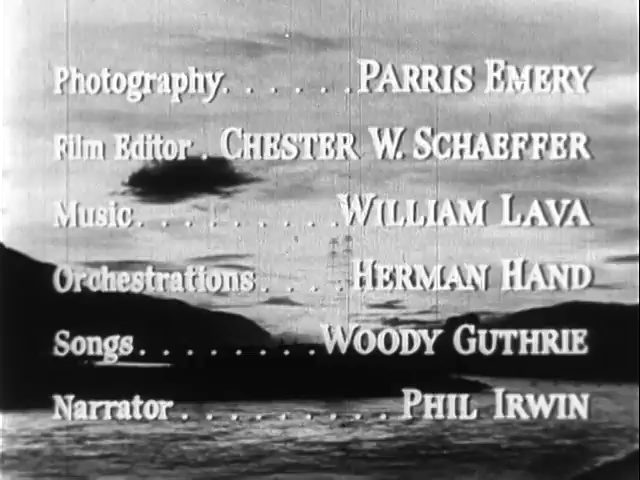 Photography. . . . . . PARRIS EMERY
Film Editor . CHESTER W. SCHAEFFER
Music. . . . . . . . . WILLIAM LAVA
Orchestrations. . . . HERMAN HAND
Songs. . . . . . . . WOODY GUTHRIE
Narrator. . . . . . . . . PHIL IRWIN